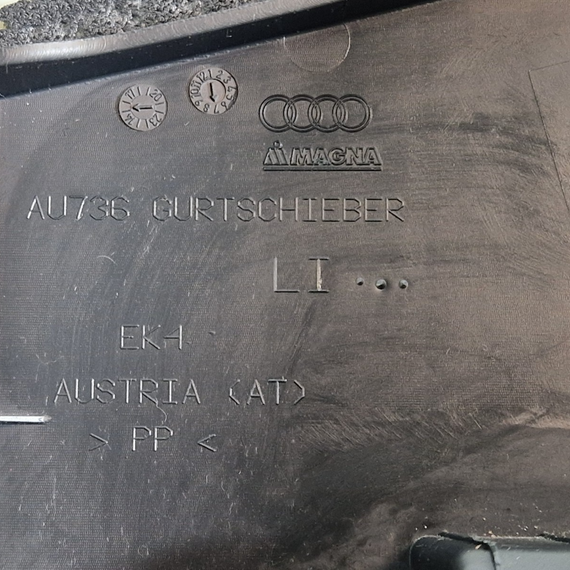 MAGNA
AU736 GURTSCHIEBER
LI
EK4
AUSTRIA (AT)
> PP <